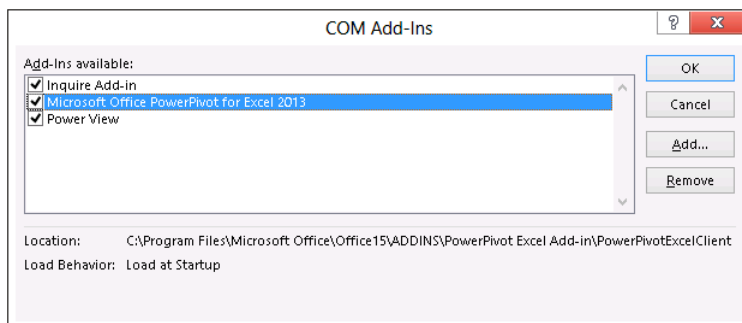 COM Add-Ins
?
X
Add-Ins available:
Inquire Add-in
Microsoft Office PowerPivot for Excel 2013
Power View
OK
Cancel
Add...
Remove
Location: C:\Program Files\Microsoft Office\Office15\ADDINS\PowerPivot Excel Add-in\PowerPivotExcelClient
Load Behavior: Load at Startup